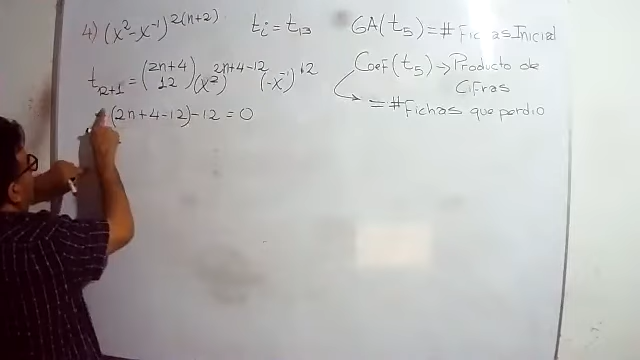 4) (x² - x⁻¹)²⁽ⁿ⁺²⁾ tᵢ = t₁₃ GA(t₅) = # Fichas Inicial
t₁₂₊₁ = (2n+4 12) (x²)²ⁿ⁺⁴⁻¹² (-x⁻¹)¹² Coef(t₅) → Producto de Cifras
(2n+4-12)-12 = 0 = # Fichas que perdio